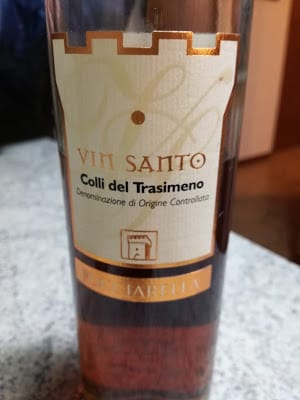 VIN SANTO
Colli del Trasimeno
Denominazione di Origine Controllata